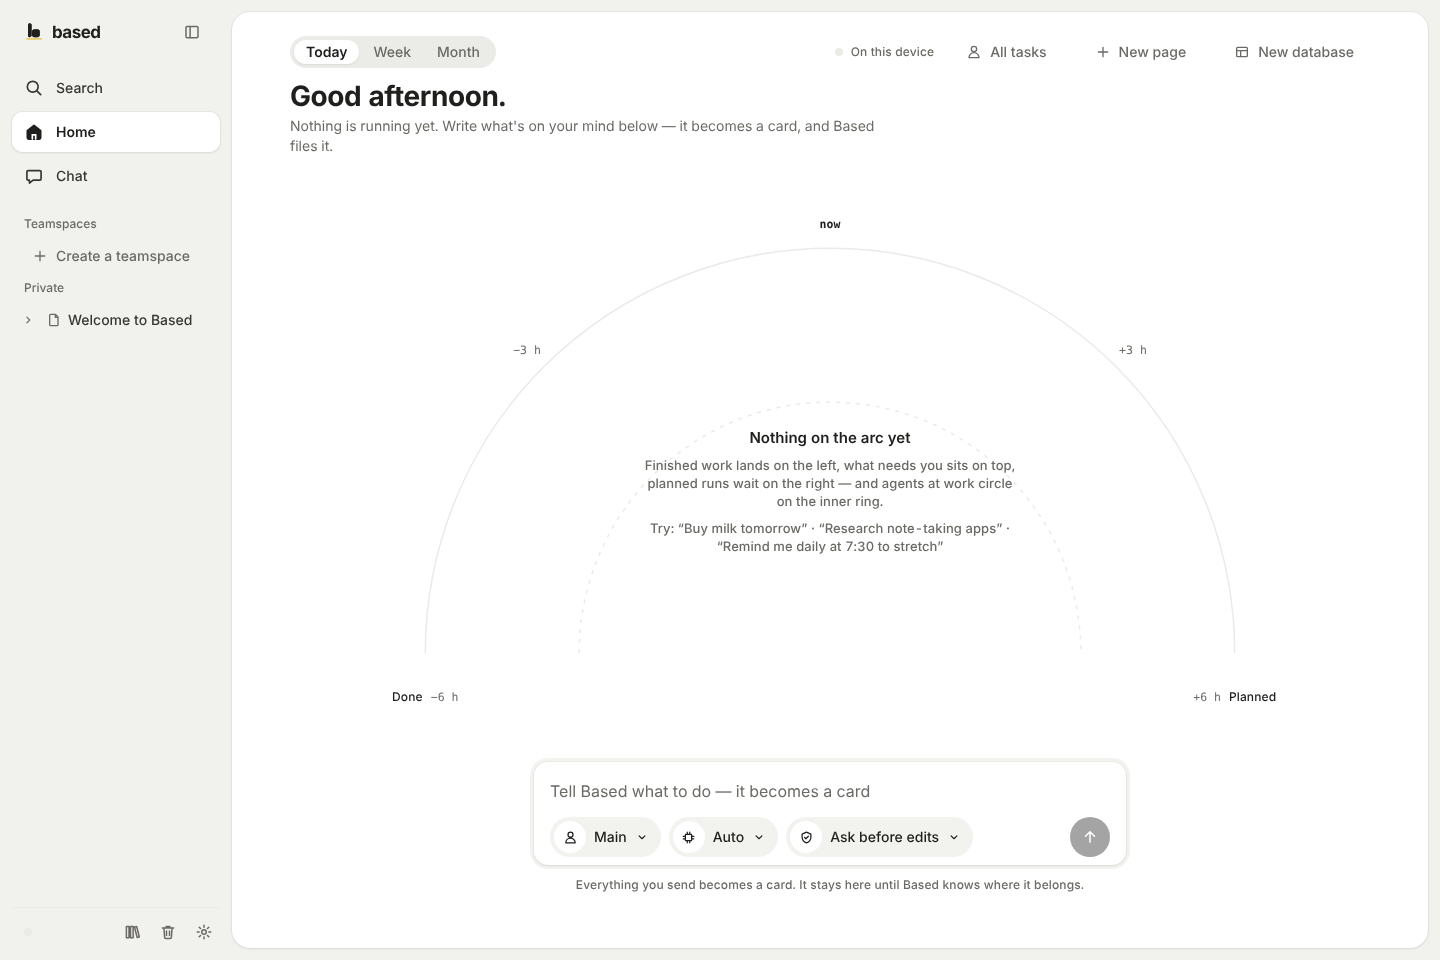 based
Search
Home
Chat
Teamspaces
Create a teamspace
Private
Welcome to Based
Today Week Month
On this device
All tasks
New page
New database
Good afternoon.
Nothing is running yet. Write what's on your mind below — it becomes a card, and Based
files it.
now
−3 h
+3 h
Nothing on the arc yet
Finished work lands on the left, what needs you sits on top,
planned runs wait on the right — and agents at work circle
on the inner ring.
Try: “Buy milk tomorrow” · “Research note-taking apps” ·
“Remind me daily at 7:30 to stretch”
Done −6 h
+6 h Planned
Tell Based what to do — it becomes a card
Main
Auto
Ask before edits
Everything you send becomes a card. It stays here until Based knows where it belongs.